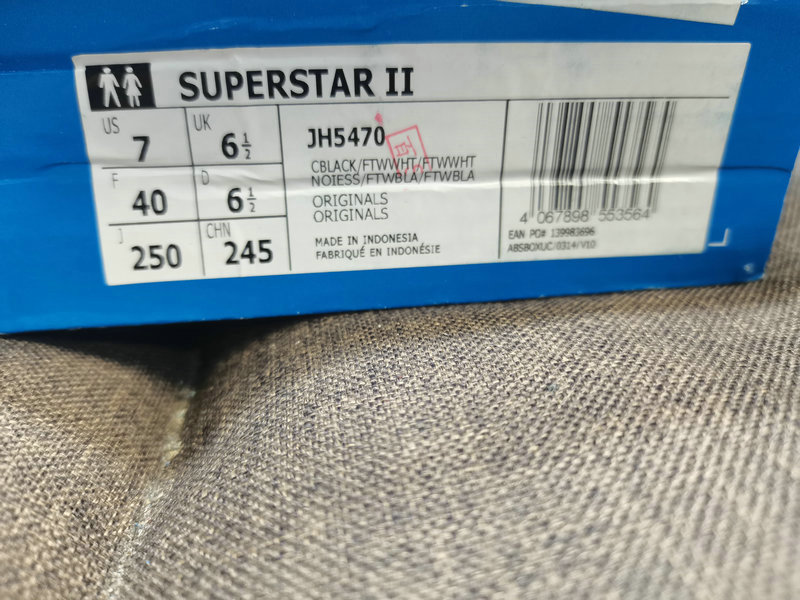 SUPERSTAR II
US 7 UK 6 1/2
F 40 D 6 1/2
J 250 CHN 245
JH5470
CBLACK/FTWWHT/FTWWHT
NOIESS/FTWBLA/FTWBLA
ORIGINALS
ORIGINALS
MADE IN INDONESIA
FABRIQUÉ EN INDONÉSIE
4 067898 553564
EAN PO# 139983696
ABSBOXUC/0314/V10